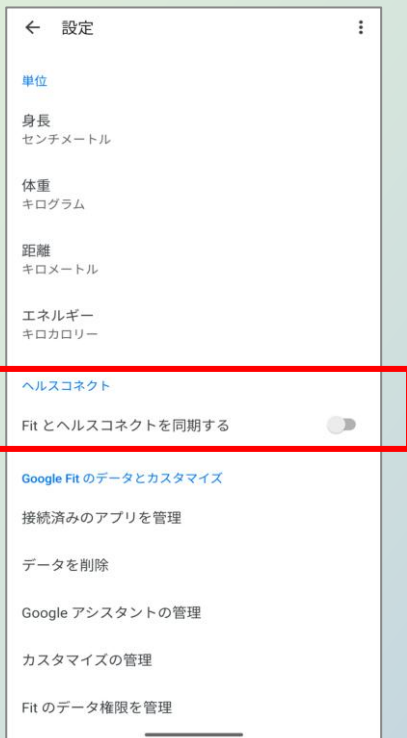 設定
単位
身長
センチメートル
体重
キログラム
距離
キロメートル
エネルギー
キロカロリー
ヘルスコネクト
Fit とヘルスコネクトを同期する
Google Fit のデータとカスタマイズ
接続済みのアプリを管理
データを削除
Google アシスタントの管理
カスタマイズの管理
Fit のデータ権限を管理